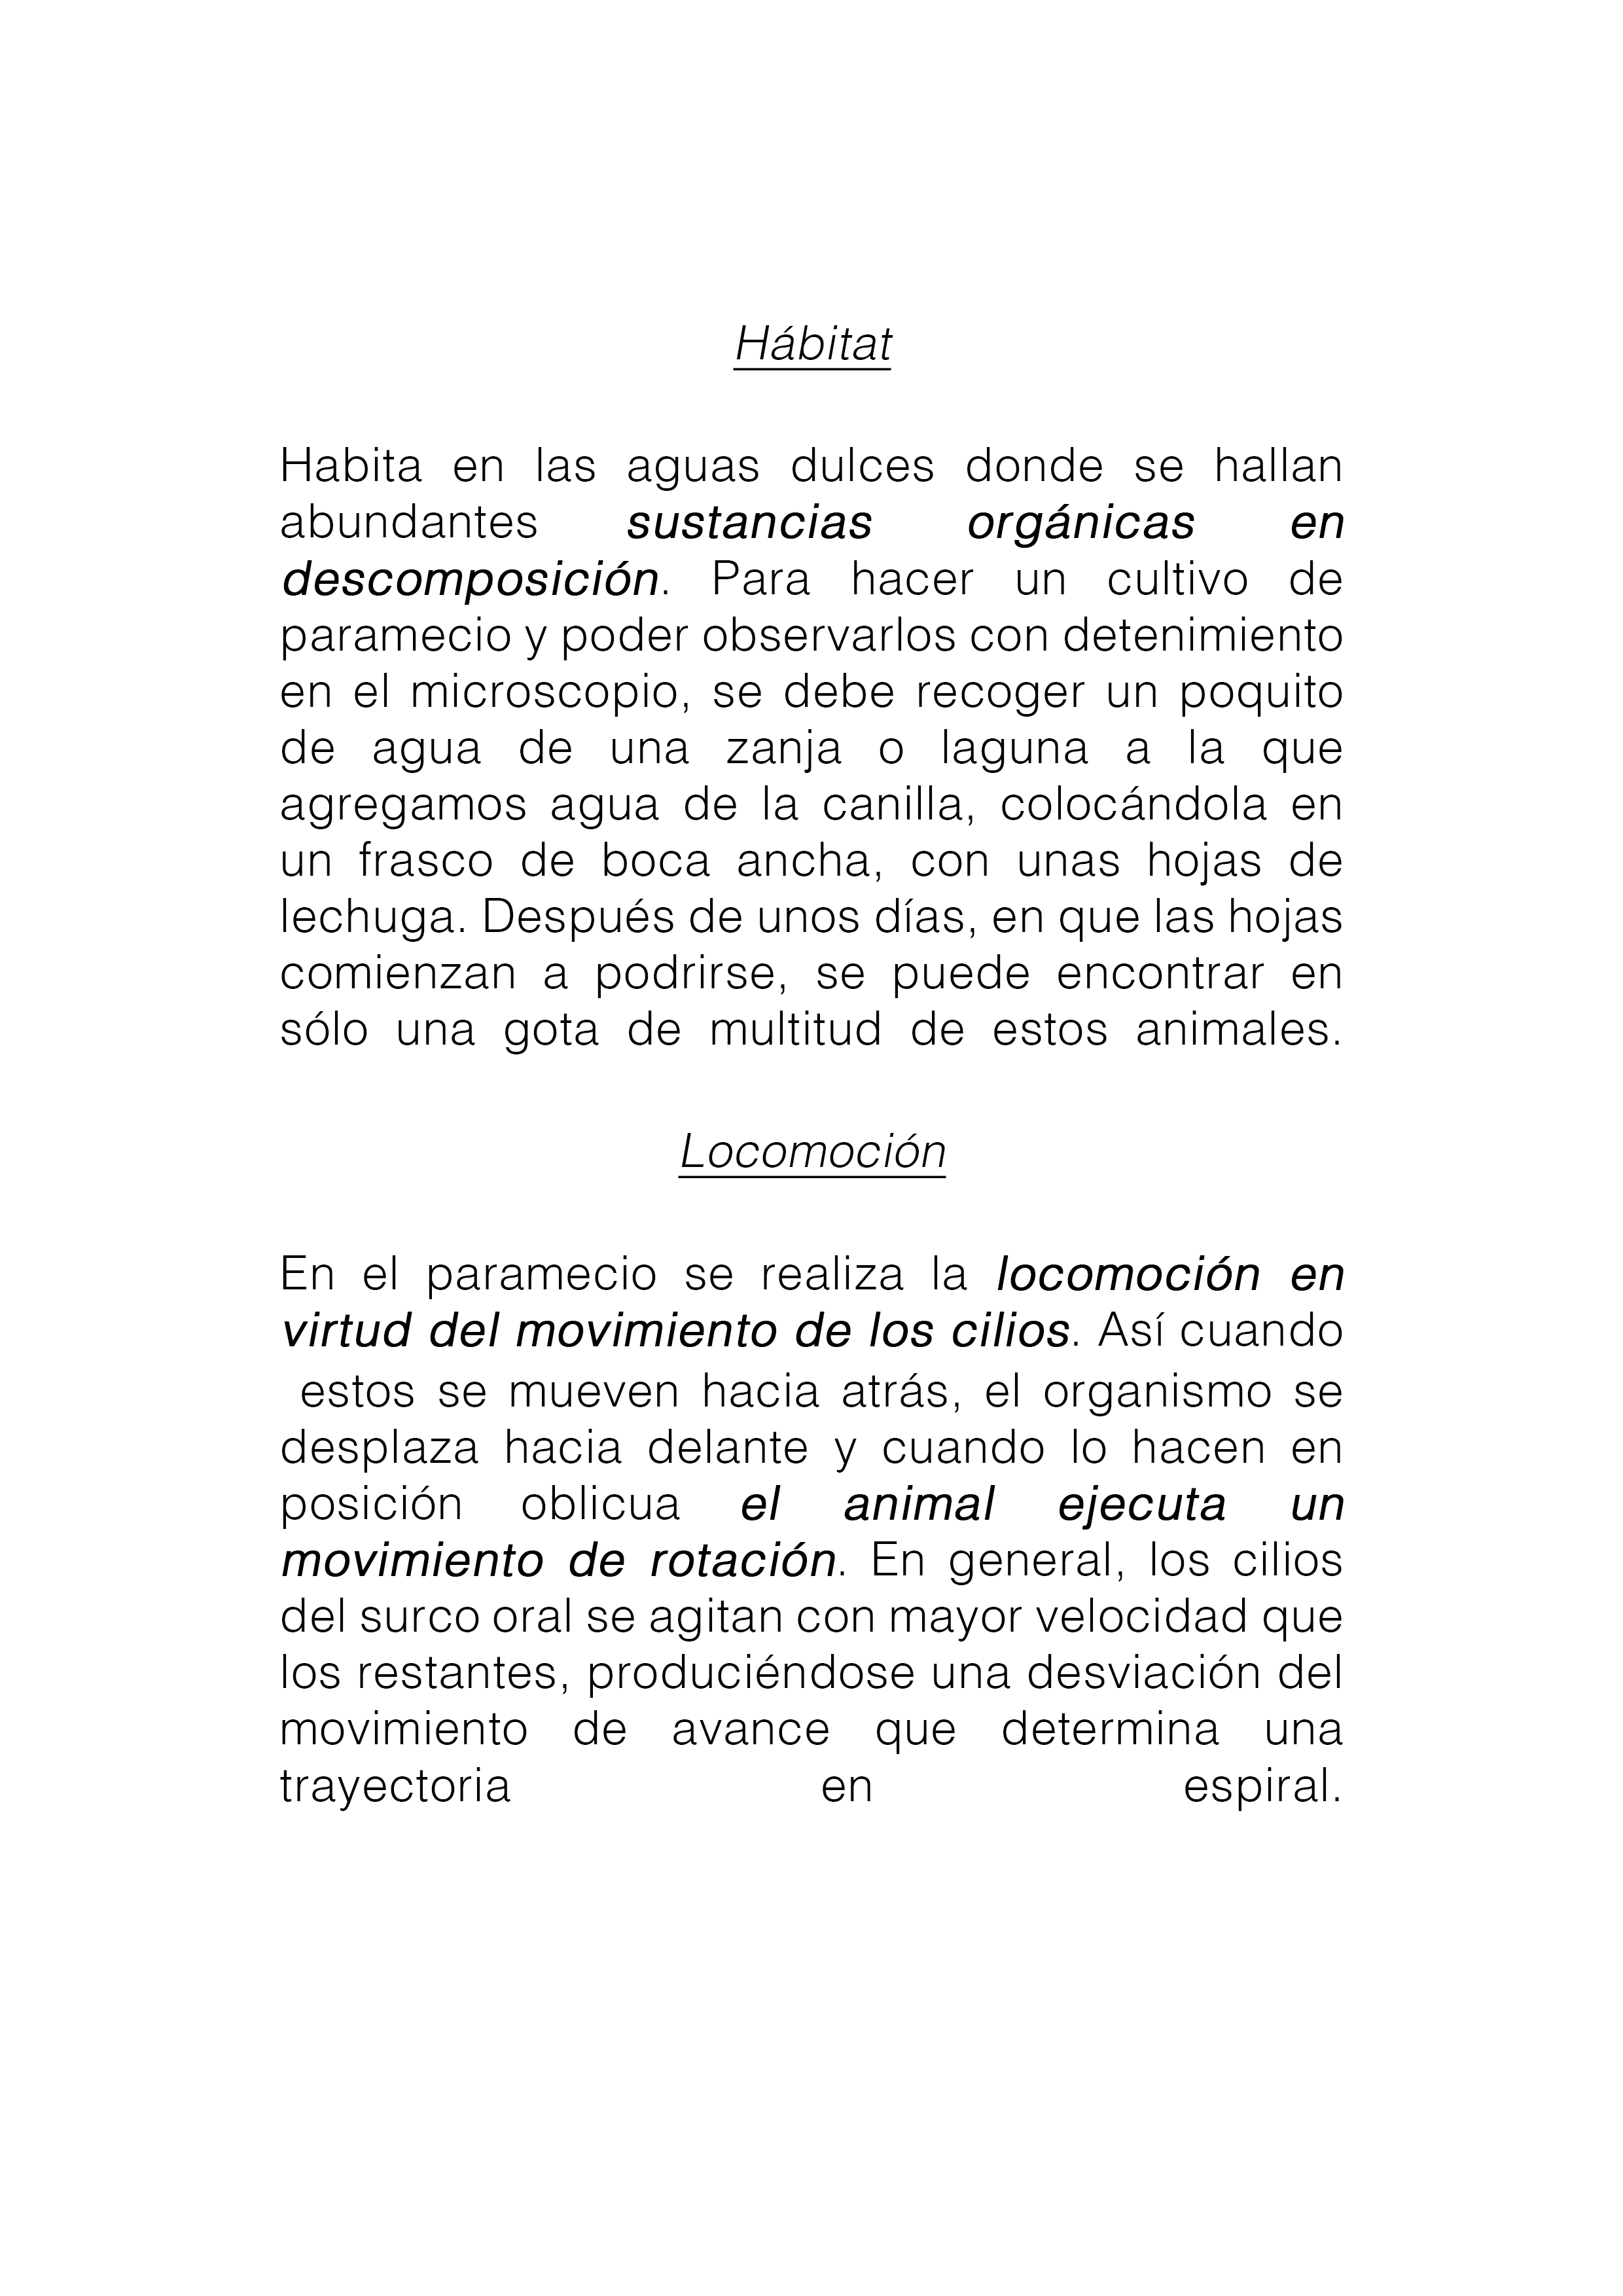 Hábitat
Habita en las aguas dulces donde se hallan
abundantes sustancias orgánicas en
descomposición. Para hacer un cultivo de
paramecio y poder observarlos con detenimiento
en el microscopio, se debe recoger un poquito
de agua de una zanja o laguna a la que
agregamos agua de la canilla, colocándola en
un frasco de boca ancha, con unas hojas de
lechuga. Después de unos días, en que las hojas
comienzan a podrirse, se puede encontrar en
sólo una gota de multitud de estos animales.
Locomoción
En el paramecio se realiza la locomoción en
virtud del movimiento de los cilios. Así cuando
estos se mueven hacia atrás, el organismo se
desplaza hacia delante y cuando lo hacen en
posición oblicua el animal ejecuta un
movimiento de rotación. En general, los cilios
del surco oral se agitan con mayor velocidad que
los restantes, produciéndose una desviación del
movimiento de avance que determina una
trayectoria en espiral.